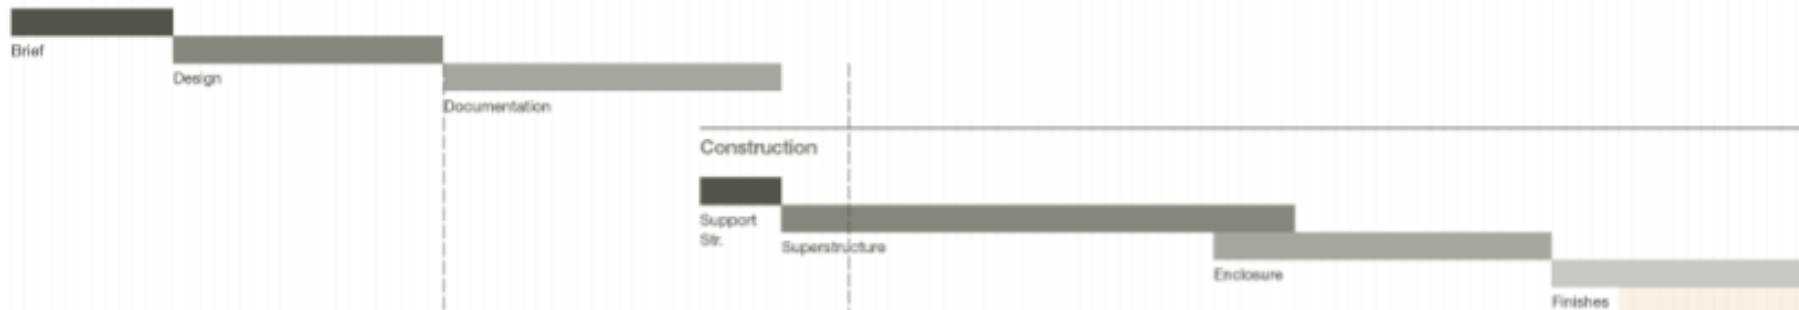 Brief
Design
Documentation
Construction
Support
Str.
Superstructure
Enclosure
Finishes